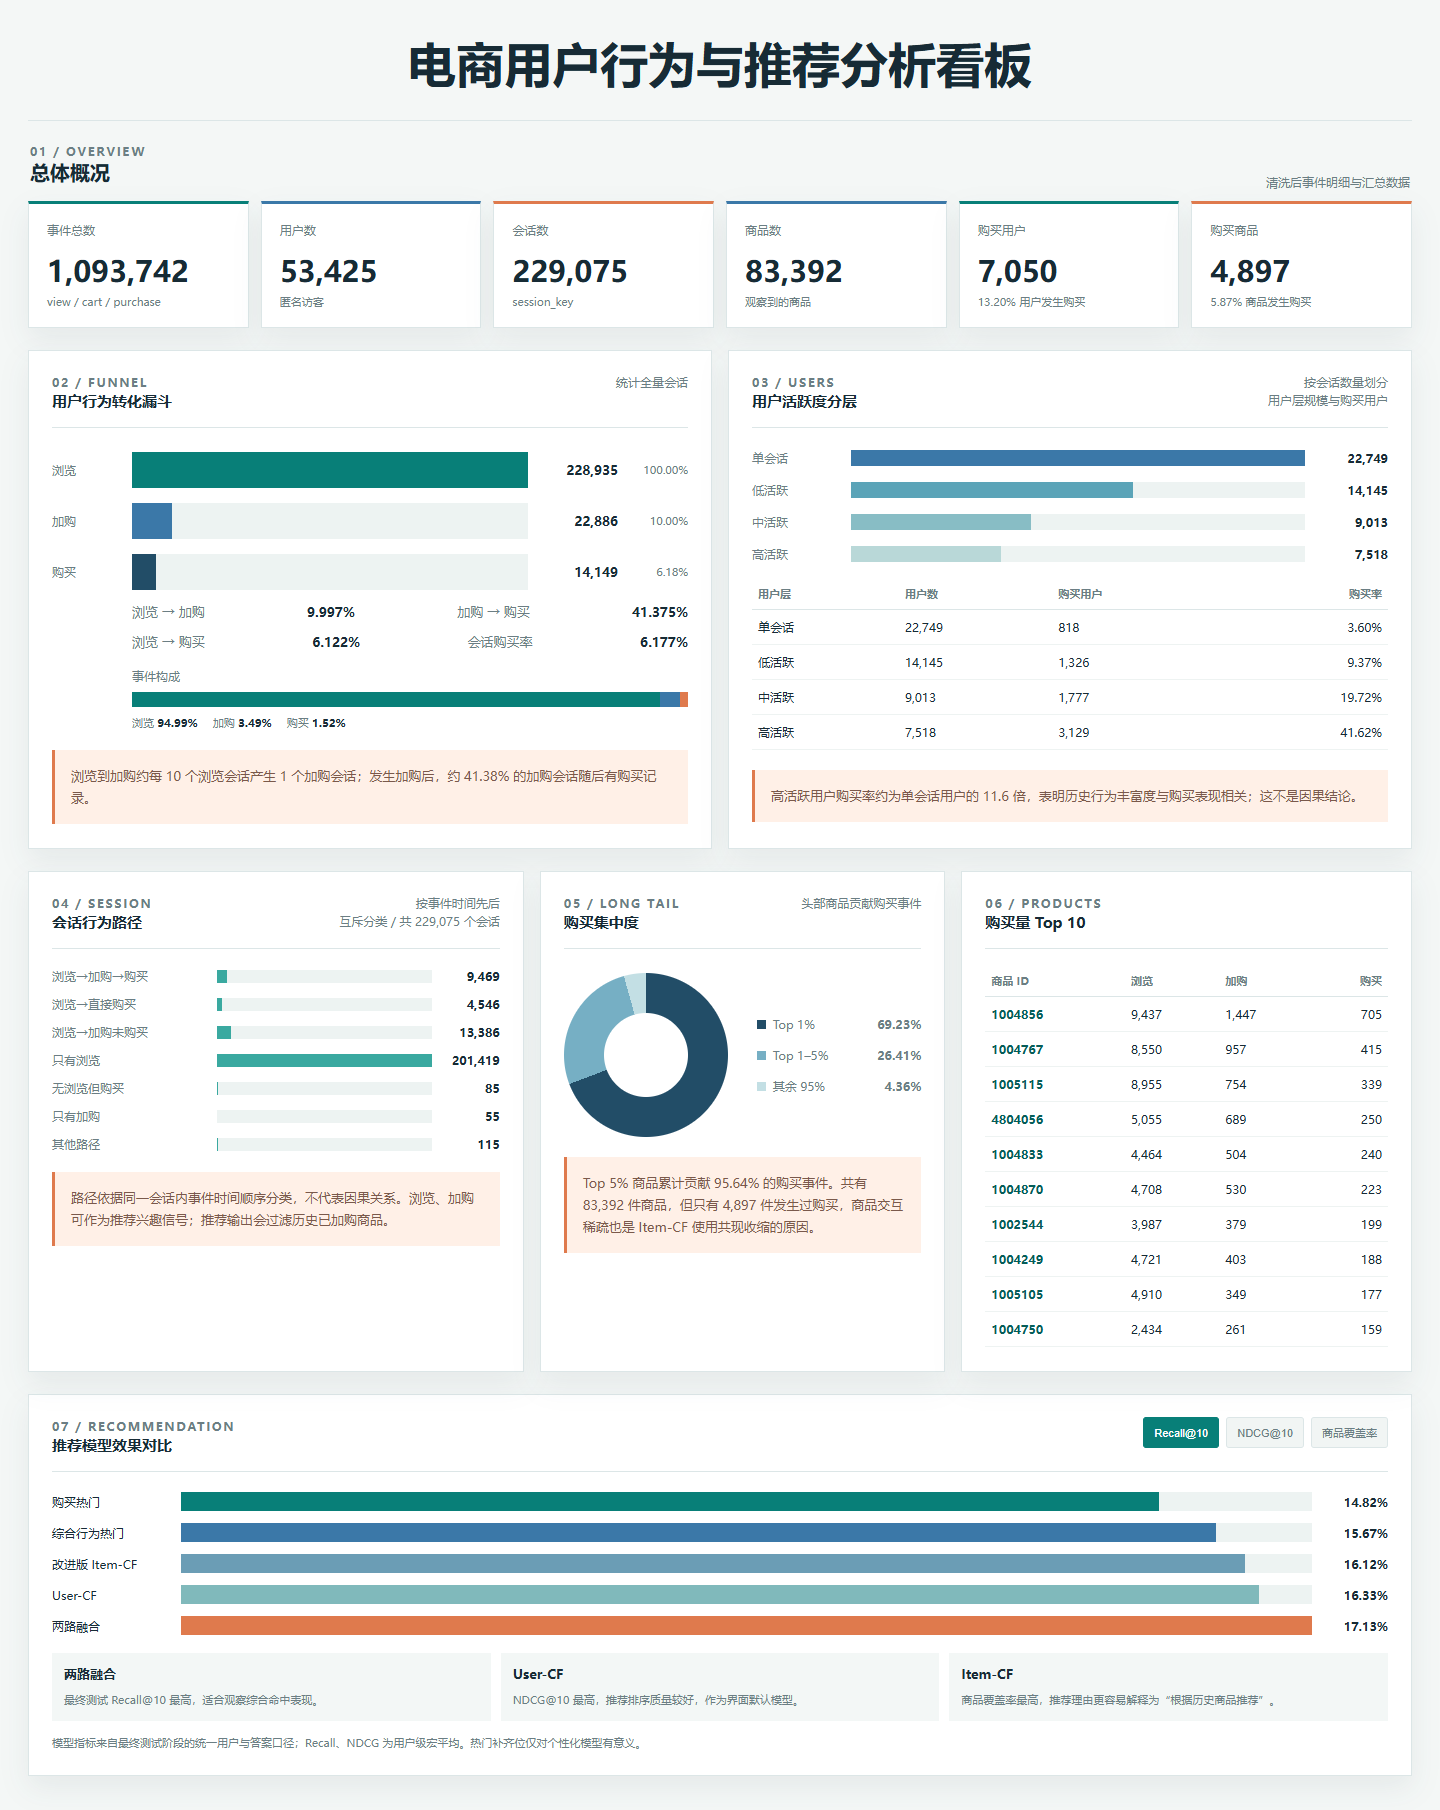 电商用户行为与推荐分析看板
01 / OVERVIEW
总体概况
清洗后事件明细与汇总数据
事件总数
1,093,742
view / cart / purchase
用户数
53,425
匿名访客
会话数
229,075
session_key
商品数
83,392
观察到的商品
购买用户
7,050
13.20% 用户发生购买
购买商品
4,897
5.87% 商品发生购买
02 / FUNNEL
用户行为转化漏斗
统计全量会话
浏览 228,935 100.00%
加购 22,886 10.00%
购买 14,149 6.18%
浏览 → 加购 9.997% 加购 → 购买 41.375%
浏览 → 购买 6.122% 会话购买率 6.177%
事件构成
浏览 94.99% 加购 3.49% 购买 1.52%
浏览到加购约每 10 个浏览会话产生 1 个加购会话；发生加购后，约 41.38% 的加购会话随后有购买记
录。
03 / USERS
用户活跃度分层
按会话数量划分
用户层规模与购买用户
单会话 22,749
低活跃 14,145
中活跃 9,013
高活跃 7,518
用户层 用户数 购买用户 购买率
单会话 22,749 818 3.60%
低活跃 14,145 1,326 9.37%
中活跃 9,013 1,777 19.72%
高活跃 7,518 3,129 41.62%
高活跃用户购买率约为单会话用户的 11.6 倍，表明历史行为丰富度与购买表现相关；这不是因果结论。
04 / SESSION
会话行为路径
按事件时间先后
互斥分类 / 共 229,075 个会话
浏览→加购→购买 9,469
浏览→直接购买 4,546
浏览→加购未购买 13,386
只有浏览 201,419
无浏览但购买 85
只有加购 55
其他路径 115
路径依据同一会话内事件时间顺序分类，不代表因果关系。浏览、加购
可作为推荐兴趣信号；推荐输出会过滤历史已加购商品。
05 / LONG TAIL
购买集中度
头部商品贡献购买事件
Top 1% 69.23%
Top 1–5% 26.41%
其余 95% 4.36%
Top 5% 商品累计贡献 95.64% 的购买事件。共有
83,392 件商品，但只有 4,897 件发生过购买，商品交互
稀疏也是 Item-CF 使用共现收缩的原因。
06 / PRODUCTS
购买量 Top 10
商品 ID 浏览 加购 购买
1004856 9,437 1,447 705
1004767 8,550 957 415
1005115 8,955 754 339
4804056 5,055 689 250
1004833 4,464 504 240
1004870 4,708 530 223
1002544 3,987 379 199
1004249 4,721 403 188
1005105 4,910 349 177
1004750 2,434 261 159
07 / RECOMMENDATION
推荐模型效果对比
Recall@10 NDCG@10 商品覆盖率
购买热门 14.82%
综合行为热门 15.67%
改进版 Item-CF 16.12%
User-CF 16.33%
两路融合 17.13%
两路融合
最终测试 Recall@10 最高，适合观察综合命中表现。
User-CF
NDCG@10 最高，推荐排序质量较好，作为界面默认模型。
Item-CF
商品覆盖率最高，推荐理由更容易解释为“根据历史商品推荐”。
模型指标来自最终测试阶段的统一用户与答案口径；Recall、NDCG 为用户级宏平均。热门补齐位仅对个性化模型有意义。